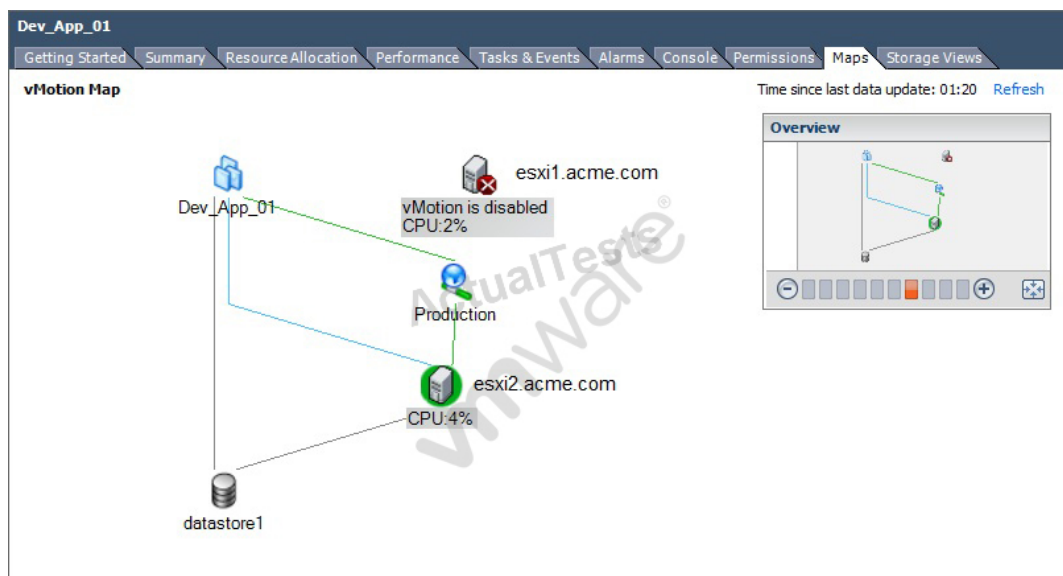 Dev_App_01
Getting Started Summary Resource Allocation Performance Tasks & Events Alarms Console Permissions Maps Storage Views
vMotion Map
Time since last data update: 01:20 Refresh
Overview
Dev_App_01
esxi1.acme.com
vMotion is disabled
CPU:2%
Production
esxi2.acme.com
CPU:4%
datastore1
ActualTests
vmware®